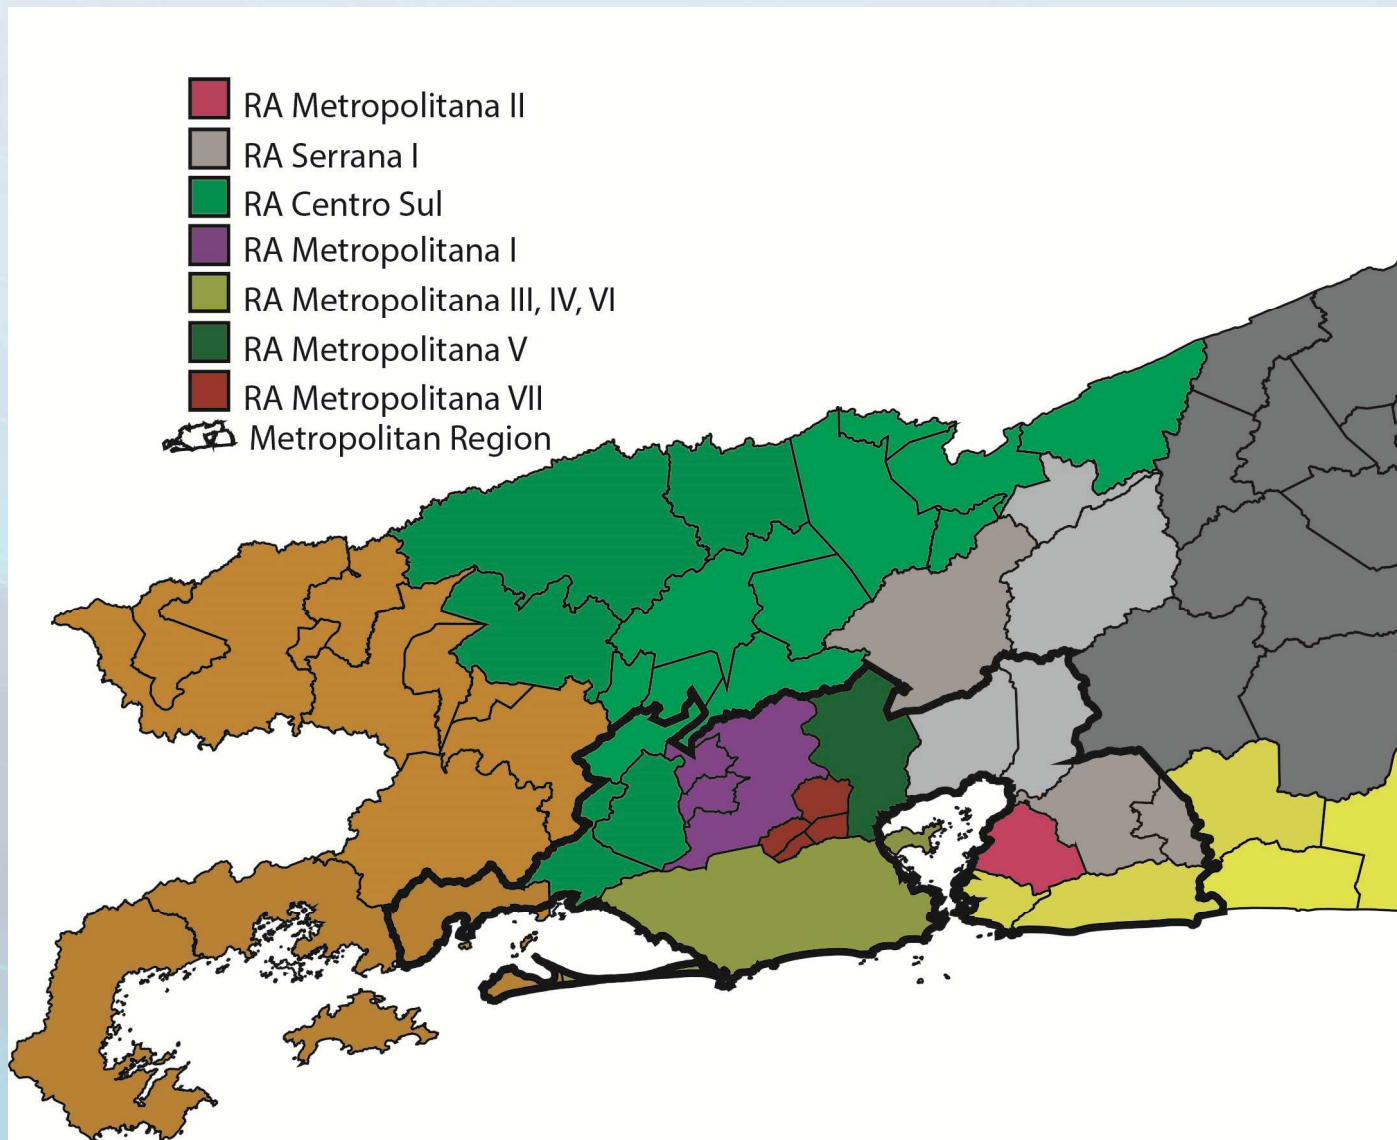 RA Metropolitana II
RA Serrana I
RA Centro Sul
RA Metropolitana I
RA Metropolitana III, IV, VI
RA Metropolitana V
RA Metropolitana VII
Metropolitan Region